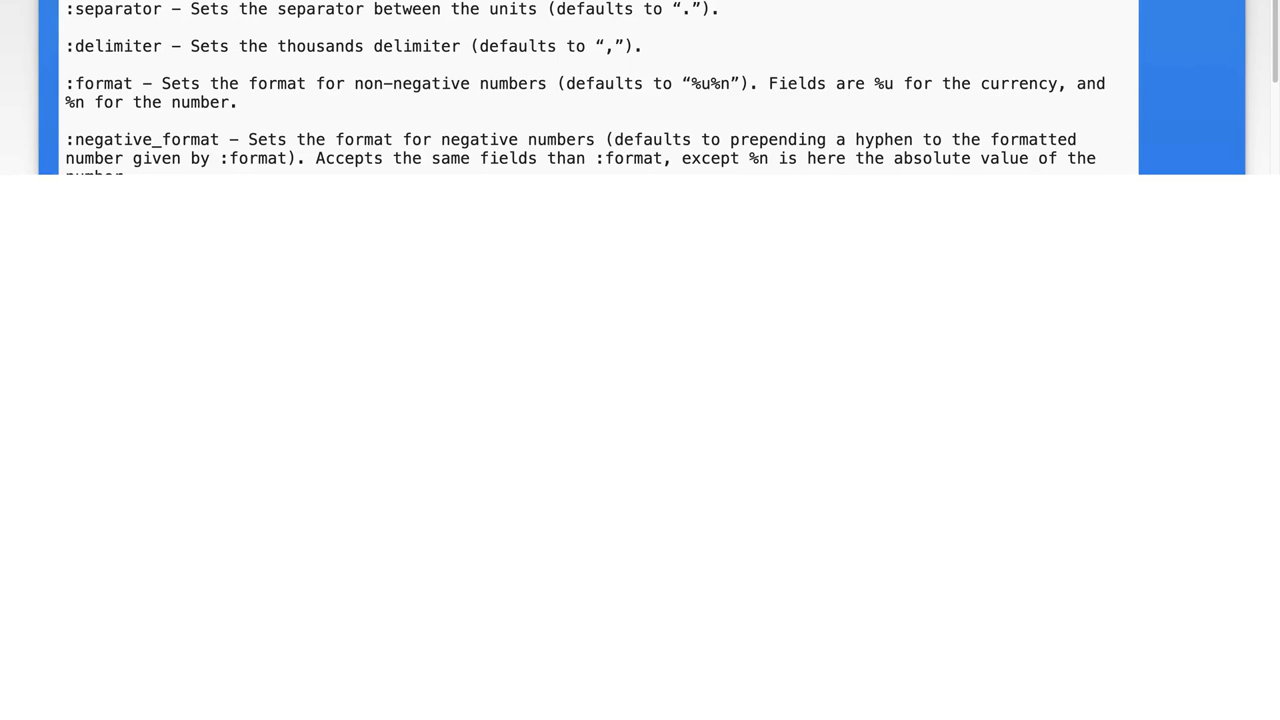 :separator – Sets the separator between the units (defaults to “.”).
:delimiter – Sets the thousands delimiter (defaults to “,”).
:format – Sets the format for non-negative numbers (defaults to “%u%n”). Fields are %u for the currency, and
%n for the number.
:negative_format – Sets the format for negative numbers (defaults to prepending a hyphen to the formatted
number given by :format). Accepts the same fields than :format, except %n is here the absolute value of the